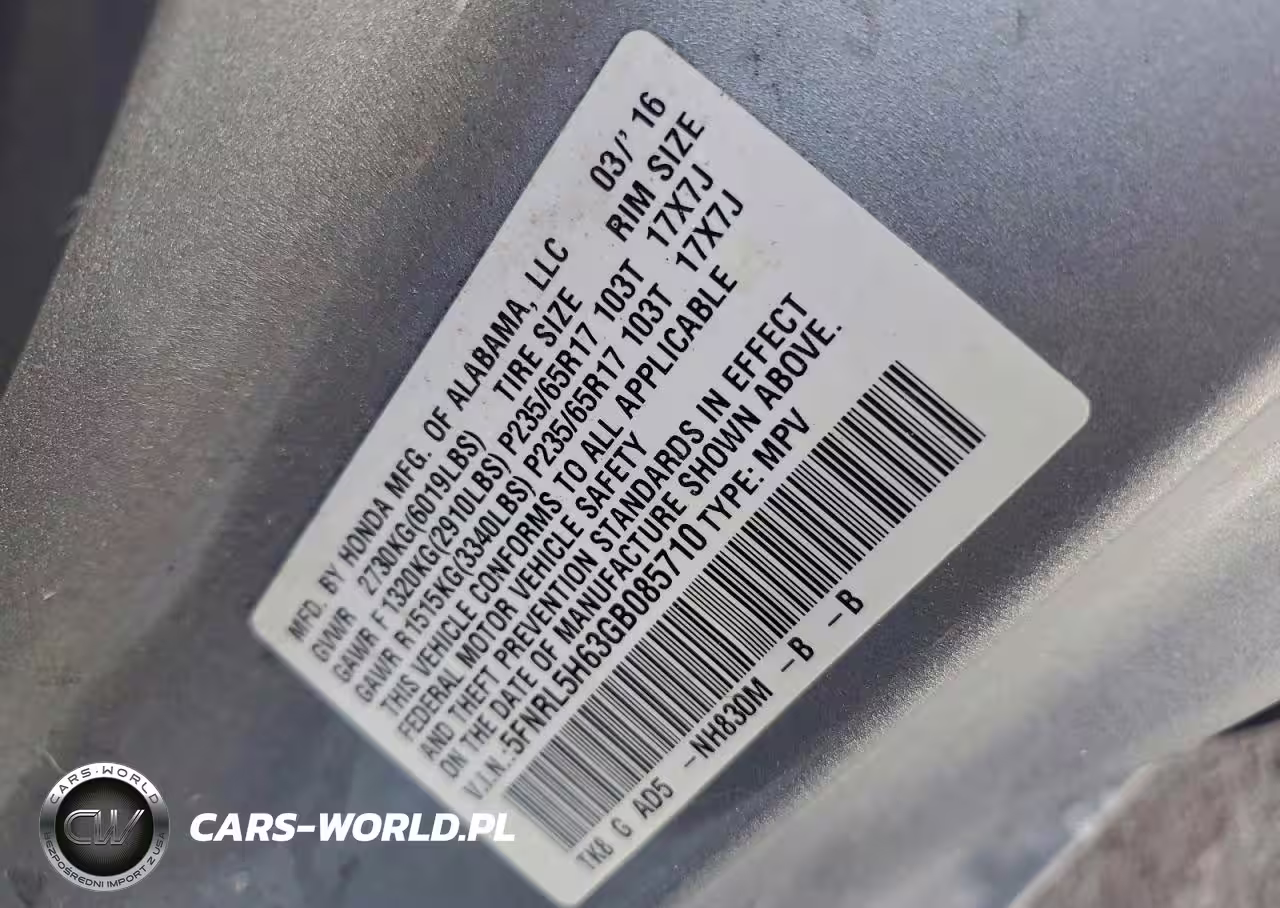 MFD. BY HONDA MFG. OF ALABAMA, LLC 03/'16
GVWR 2730KG(6019LBS) TIRE SIZE RIM SIZE
GAWR F1320KG(2910LBS) P235/65R17 103T 17X7J
GAWR R1515KG(3340LBS) P235/65R17 103T 17X7J
THIS VEHICLE CONFORMS TO ALL APPLICABLE
FEDERAL MOTOR VEHICLE SAFETY
AND THEFT PREVENTION STANDARDS IN EFFECT
ON THE DATE OF MANUFACTURE SHOWN ABOVE.
V.I.N.:5FNRL5H63GB085710 TYPE: MPV
TK8 G AD5 -NH830M -B -B
CARS-WORLD
CW
BEZPOŚREDNI IMPORT Z USA
CARS-WORLD.PL